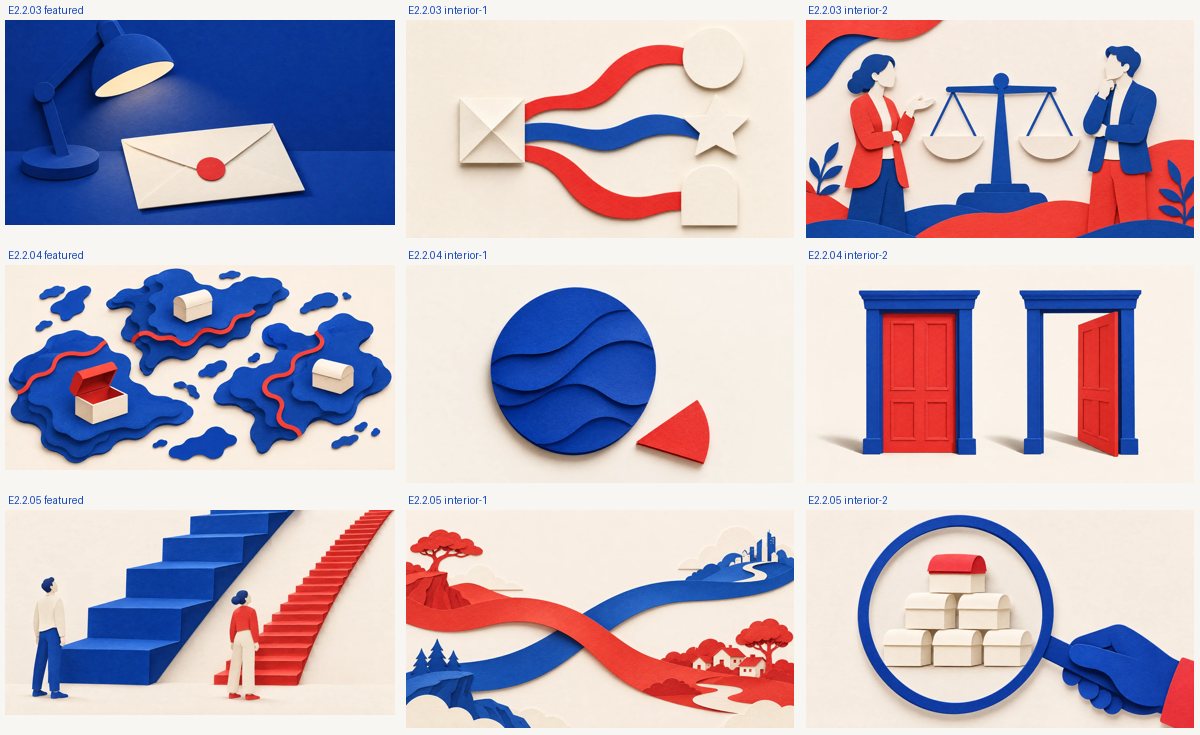 E2.2.03 featured
E2.2.03 interior-1
E2.2.03 interior-2
E2.2.04 featured
E2.2.04 interior-1
E2.2.04 interior-2
E2.2.05 featured
E2.2.05 interior-1
E2.2.05 interior-2